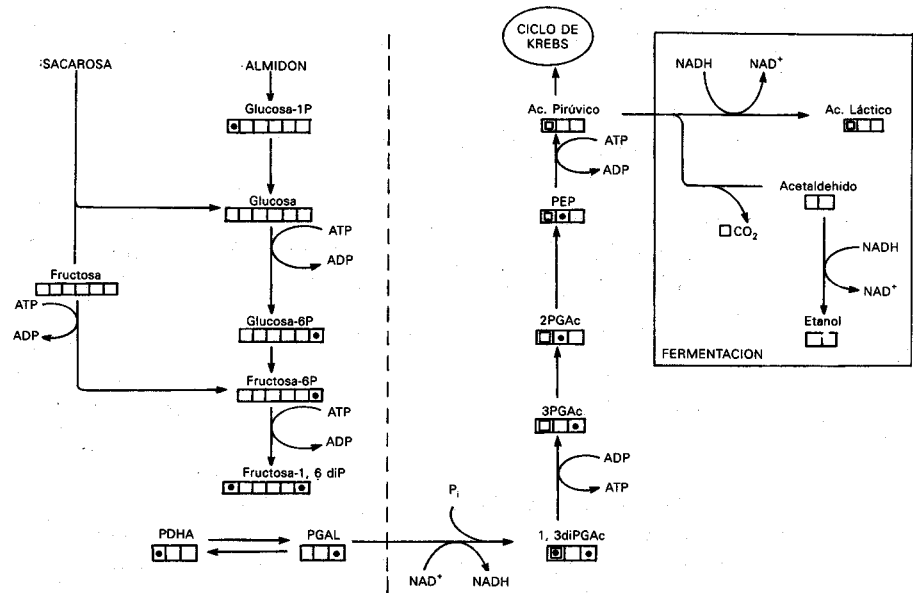 SACAROSA
ALMIDON
Glucosa-1P
Glucosa
ATP
ADP
Fructosa
ATP
ADP
Glucosa-6P
Fructosa-6P
ATP
ADP
Fructosa-1, 6 diP
PDHA
PGAL
Pi
NAD+
NADH
1, 3diPGAc
ADP
ATP
3PGAc
2PGAc
PEP
ATP
ADP
Ac. Pirúvico
CICLO DE
KREBS
NADH
NAD+
Ac. Láctico
Acetaldehido
CO2
NADH
NAD+
Etanol
FERMENTACION